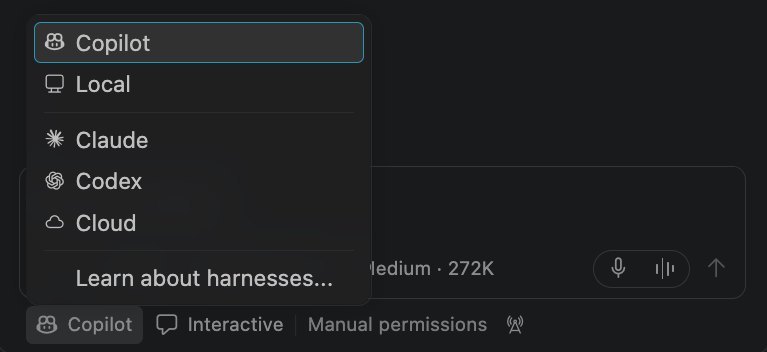 Copilot
Local
Claude
Codex
Cloud
Learn about harnesses...
Medium · 272K
Copilot Interactive Manual permissions